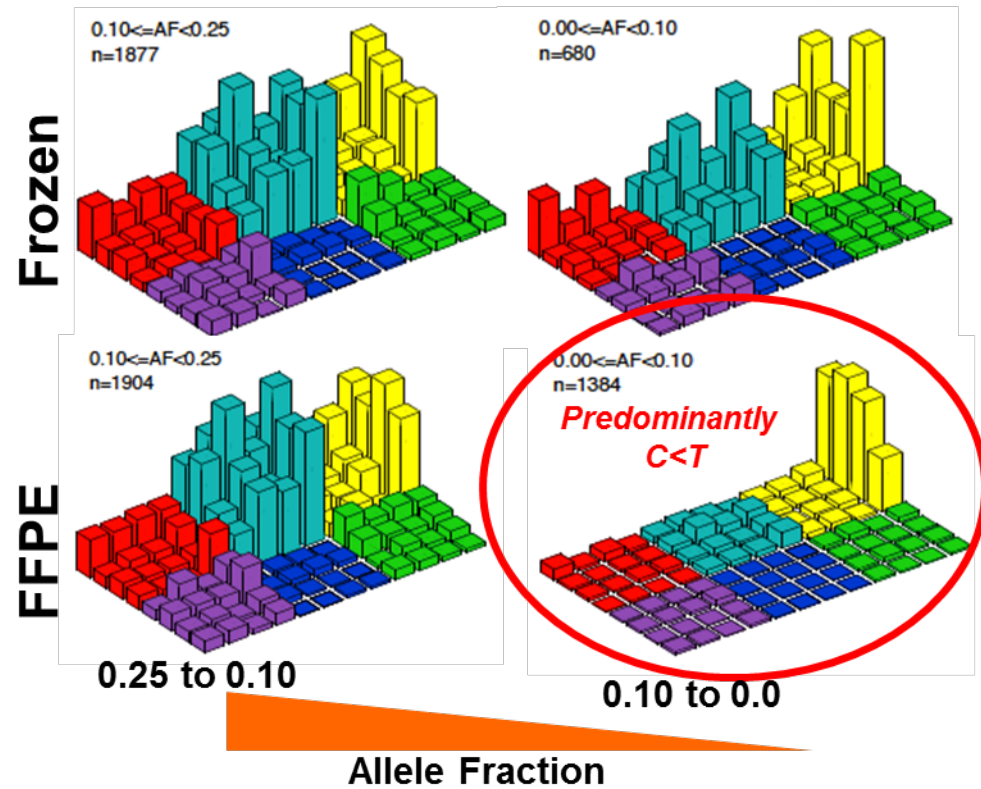 Frozen
0.10<=AF<0.25
n=1877
0.00<=AF<0.10
n=680
FFPE
0.10<=AF<0.25
n=1904
0.00<=AF<0.10
n=1384
Predominantly
C<T
0.25 to 0.10
0.10 to 0.0
Allele Fraction